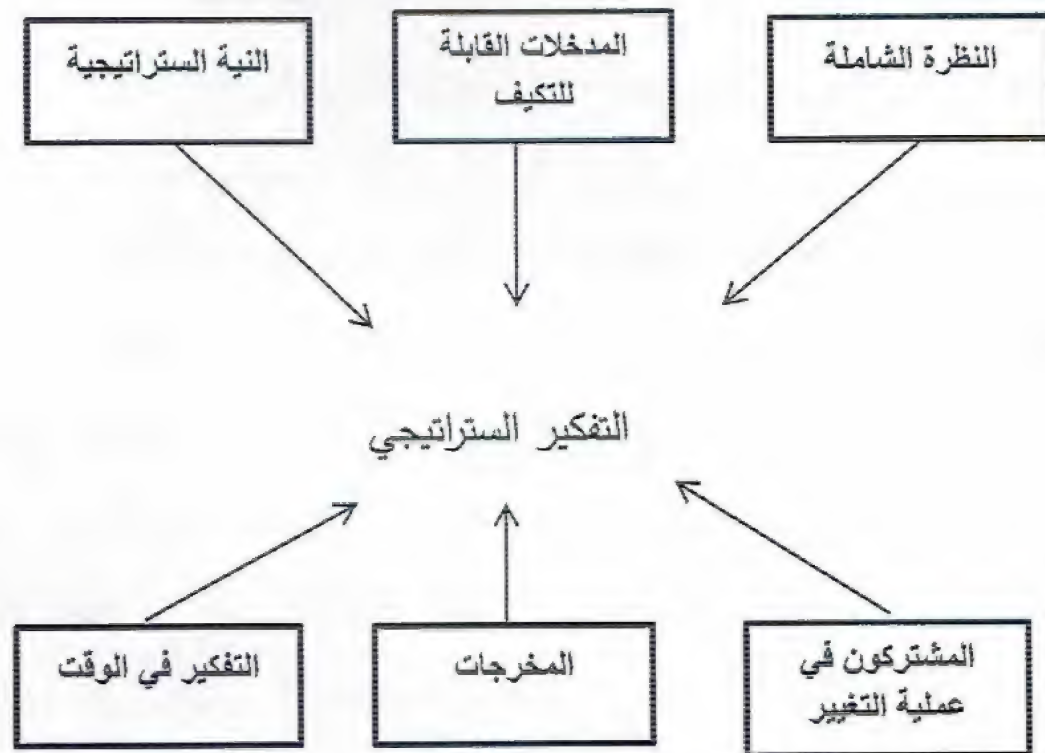 النظرة الشاملة
المدخلات القابلة
للتكيف
النية الستراتيجية
التفكير الستراتيجي
المشتركون في
عملية التغيير
المخرجات
التفكير في الوقت